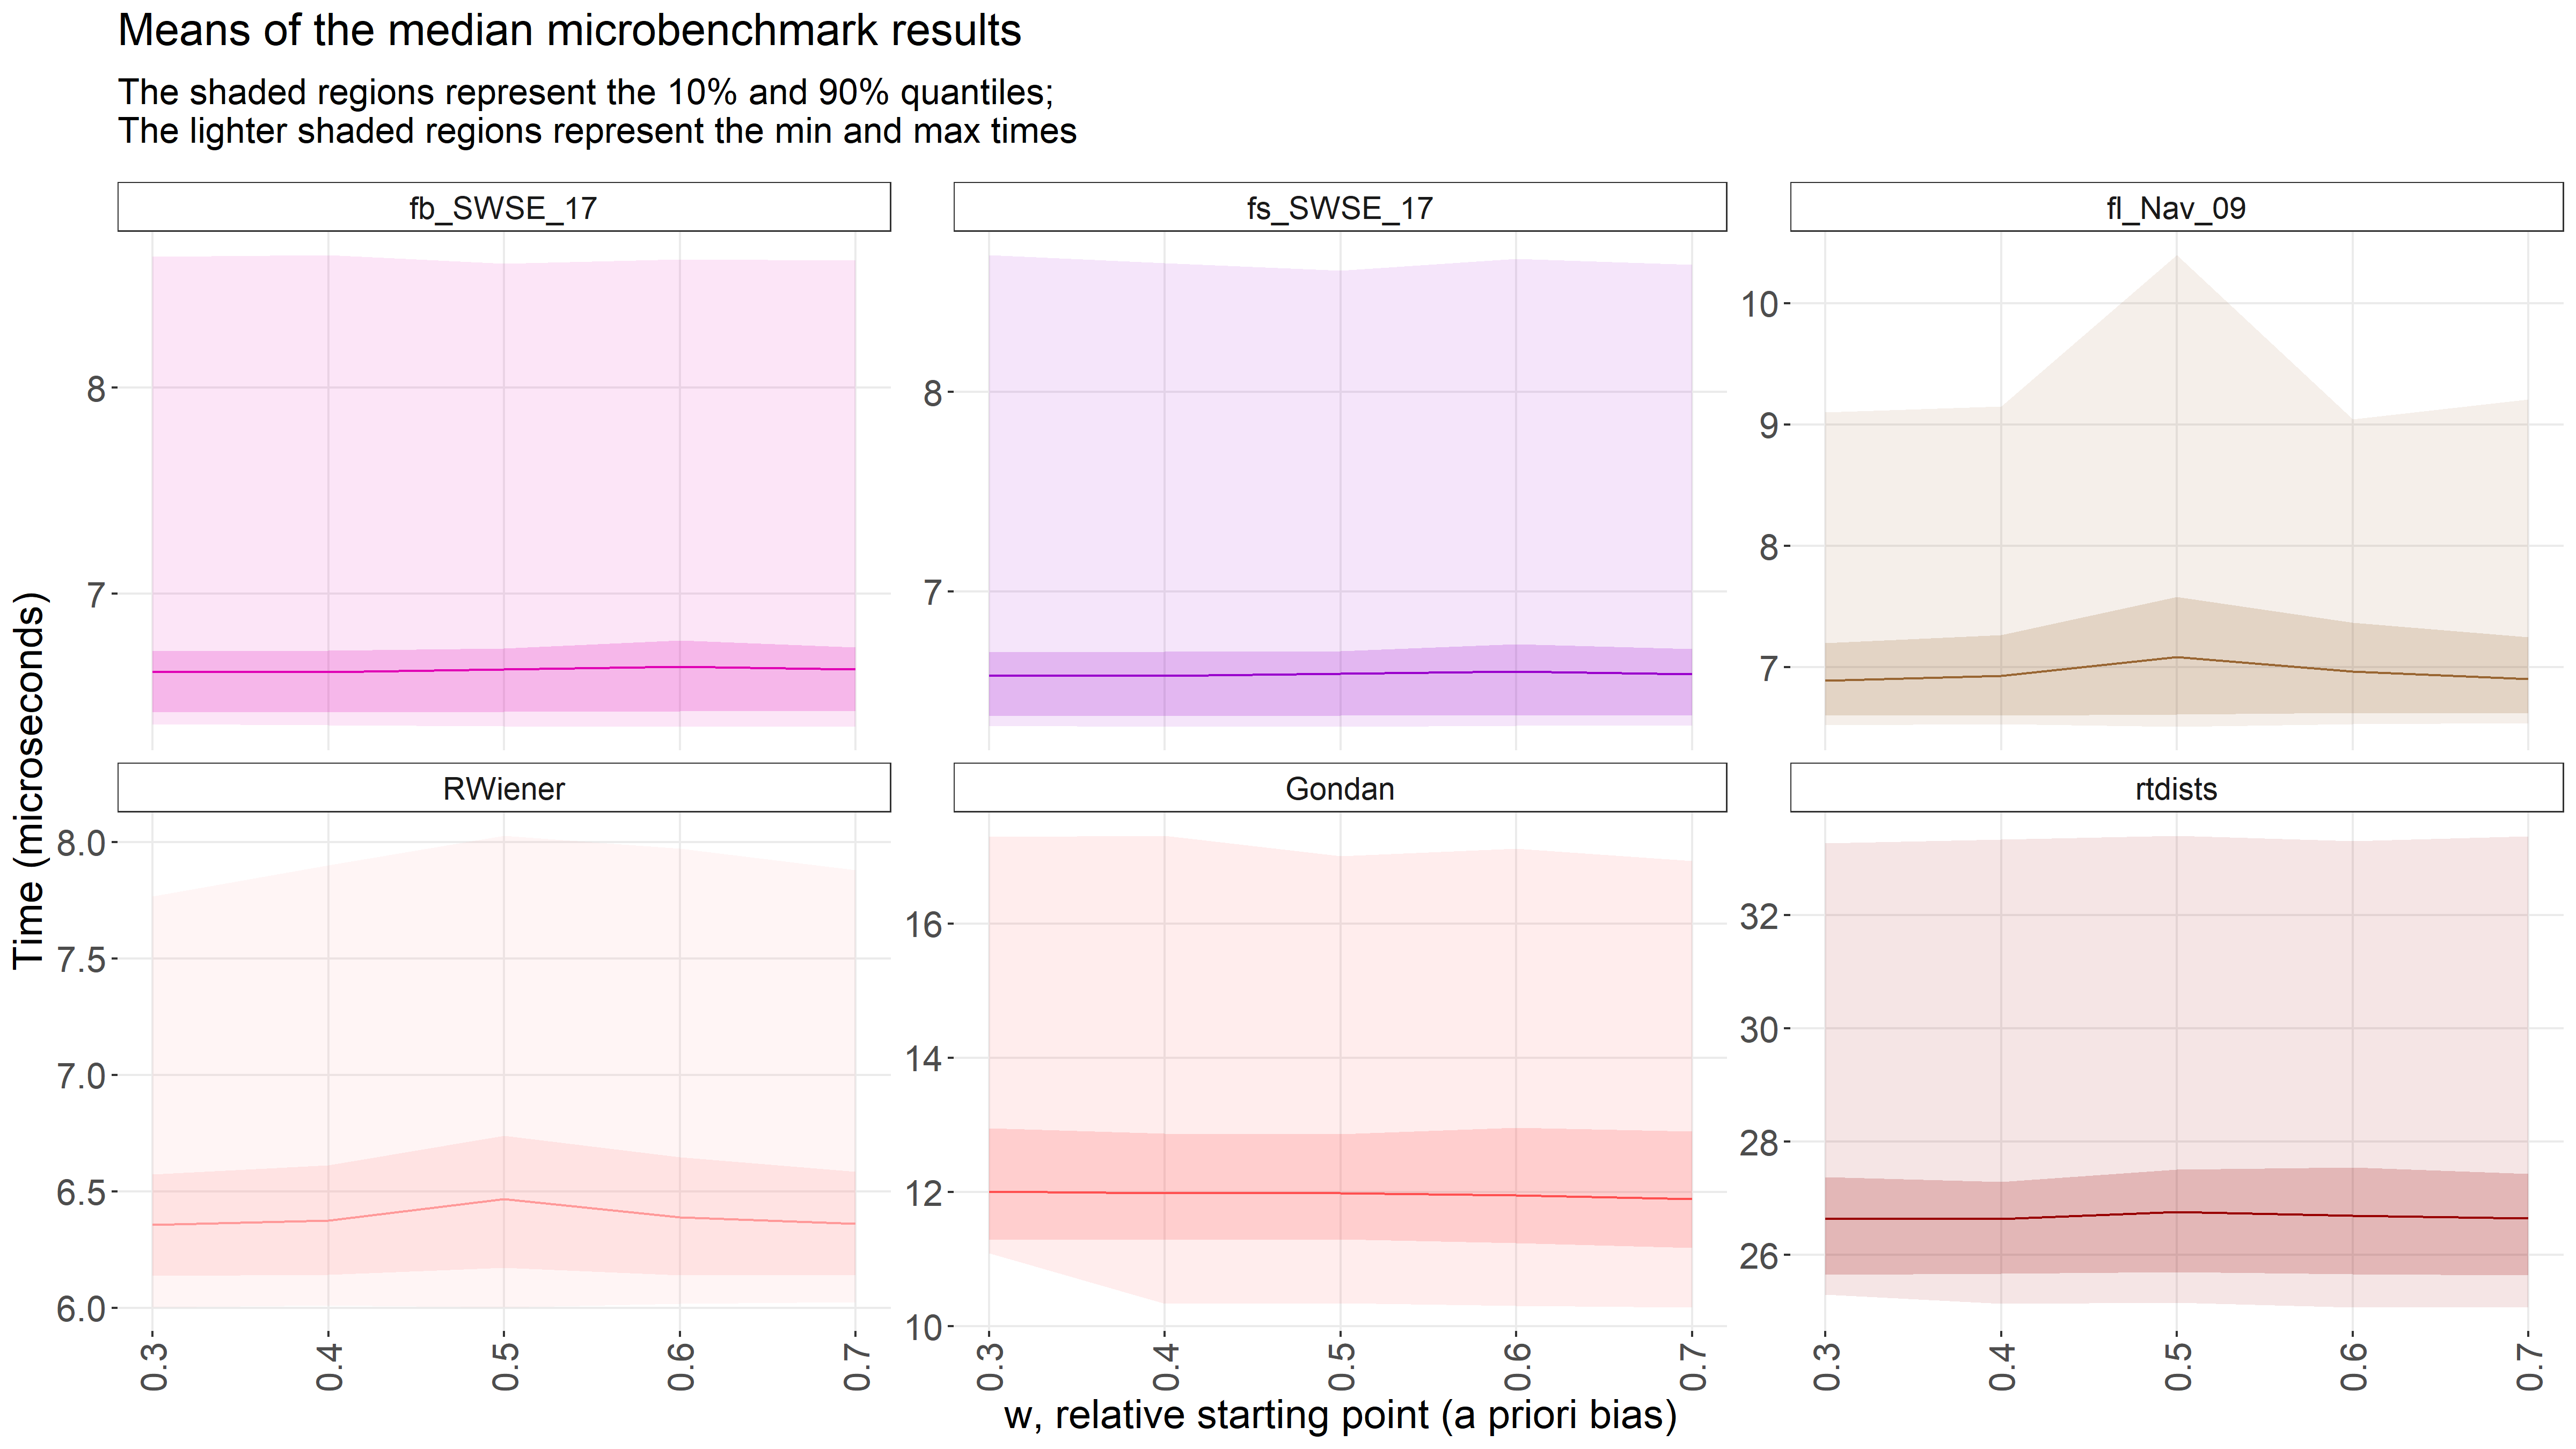 Means of the median microbenchmark results
The shaded regions represent the 10% and 90% quantiles;
The lighter shaded regions represent the min and max times
fb_SWSE_17
fs_SWSE_17
fl_Nav_09
8
7
8
7
10
9
8
7
Time (microseconds)
RWiener
Gondan
rtdists
8.0
7.5
7.0
6.5
6.0
16
14
12
10
32
30
28
26
0.3 0.4 0.5 0.6 0.7
0.3 0.4 0.5 0.6 0.7
0.3 0.4 0.5 0.6 0.7
w, relative starting point (a priori bias)